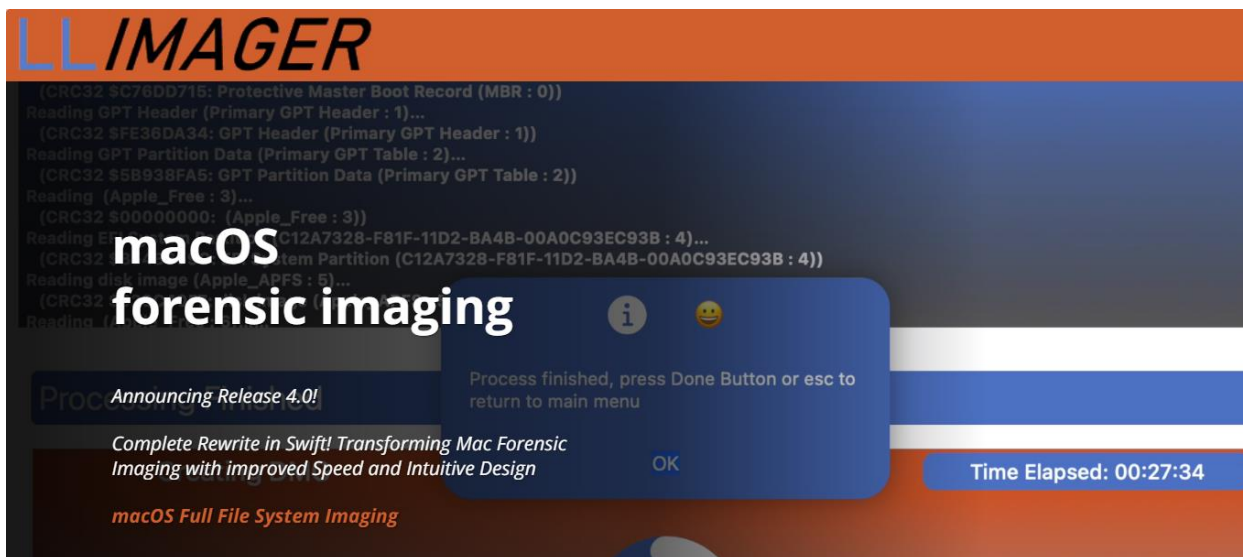 LLIMAGER
(CRC32 $C76DD715: Protective Master Boot Record (MBR : 0))
Reading GPT Header (Primary GPT Header : 1)...
(CRC32 $FE36DA34: GPT Header (Primary GPT Header : 1))
Reading GPT Partition Data (Primary GPT Table : 2)...
(CRC32 $5B938FA5: GPT Partition Data (Primary GPT Table : 2))
Reading (Apple_Free : 3)...
(CRC32 $00000000: (Apple_Free : 3))
Reading (C12A7328-F81F-11D2-BA4B-00A0C93EC93B : 4)...
(CRC32 Partition (C12A7328-F81F-11D2-BA4B-00A0C93EC93B : 4))
Reading disk image (Apple_APFS : 5)...
(CRC32
Reading
macOS
forensic imaging
Process finished, press Done Button or esc to
return to main menu
OK
Announcing Release 4.0!
Complete Rewrite in Swift! Transforming Mac Forensic
Imaging with improved Speed and Intuitive Design
Time Elapsed: 00:27:34
macOS Full File System Imaging